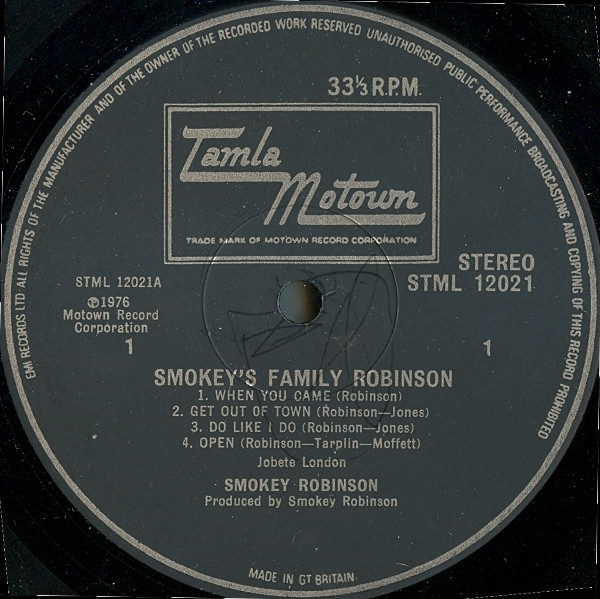 EMI RECORDS LTD ALL RIGHTS OF THE MANUFACTURER AND OF THE OWNER OF THE RECORDED WORK RESERVED UNAUTHORISED PUBLIC PERFORMANCE BROADCASTING AND COPYING OF THIS RECORD PROHIBITED
33⅓ R.P.M.
Tamla
Motown
TRADE MARK OF MOTOWN RECORD CORPORATION
STEREO
STML 12021
STML 12021A
℗1976
Motown Record
Corporation
1
1
SMOKEY'S FAMILY ROBINSON
1. WHEN YOU CAME (Robinson)
2. GET OUT OF TOWN (Robinson—Jones)
3. DO LIKE I DO (Robinson—Jones)
4. OPEN (Robinson—Tarplin—Moffett)
Jobete London
SMOKEY ROBINSON
Produced by Smokey Robinson
MADE IN GT BRITAIN